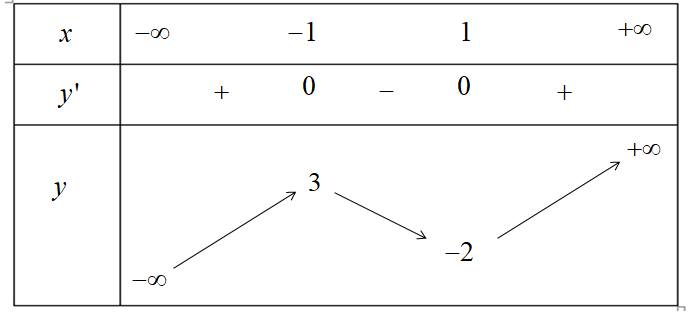 x −∞ −1 1 +∞
y' + 0 − 0 +
+∞
y 3
−2
−∞